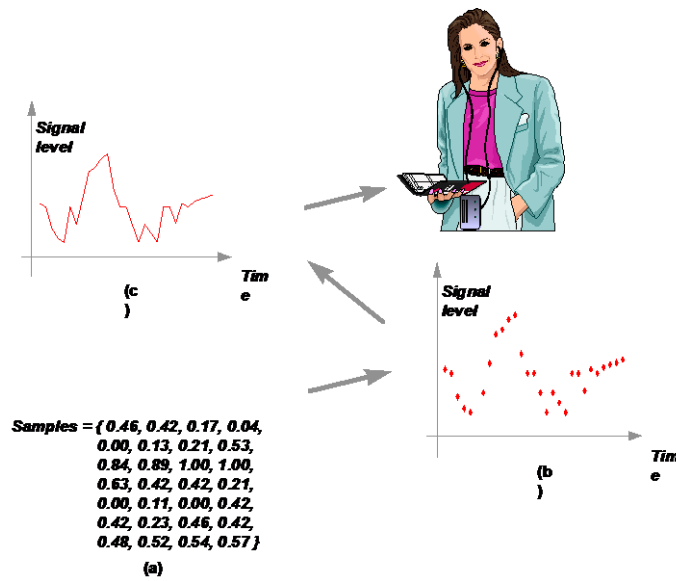 Signal
level
Tim
e
(c
)
Signal
level
Tim
e
(b
)
Samples = { 0.46, 0.42, 0.17, 0.04,
0.00, 0.13, 0.21, 0.53,
0.84, 0.89, 1.00, 1.00,
0.63, 0.42, 0.42, 0.21,
0.00, 0.11, 0.00, 0.42,
0.42, 0.23, 0.46, 0.42,
0.48, 0.52, 0.54, 0.57 }
(a)